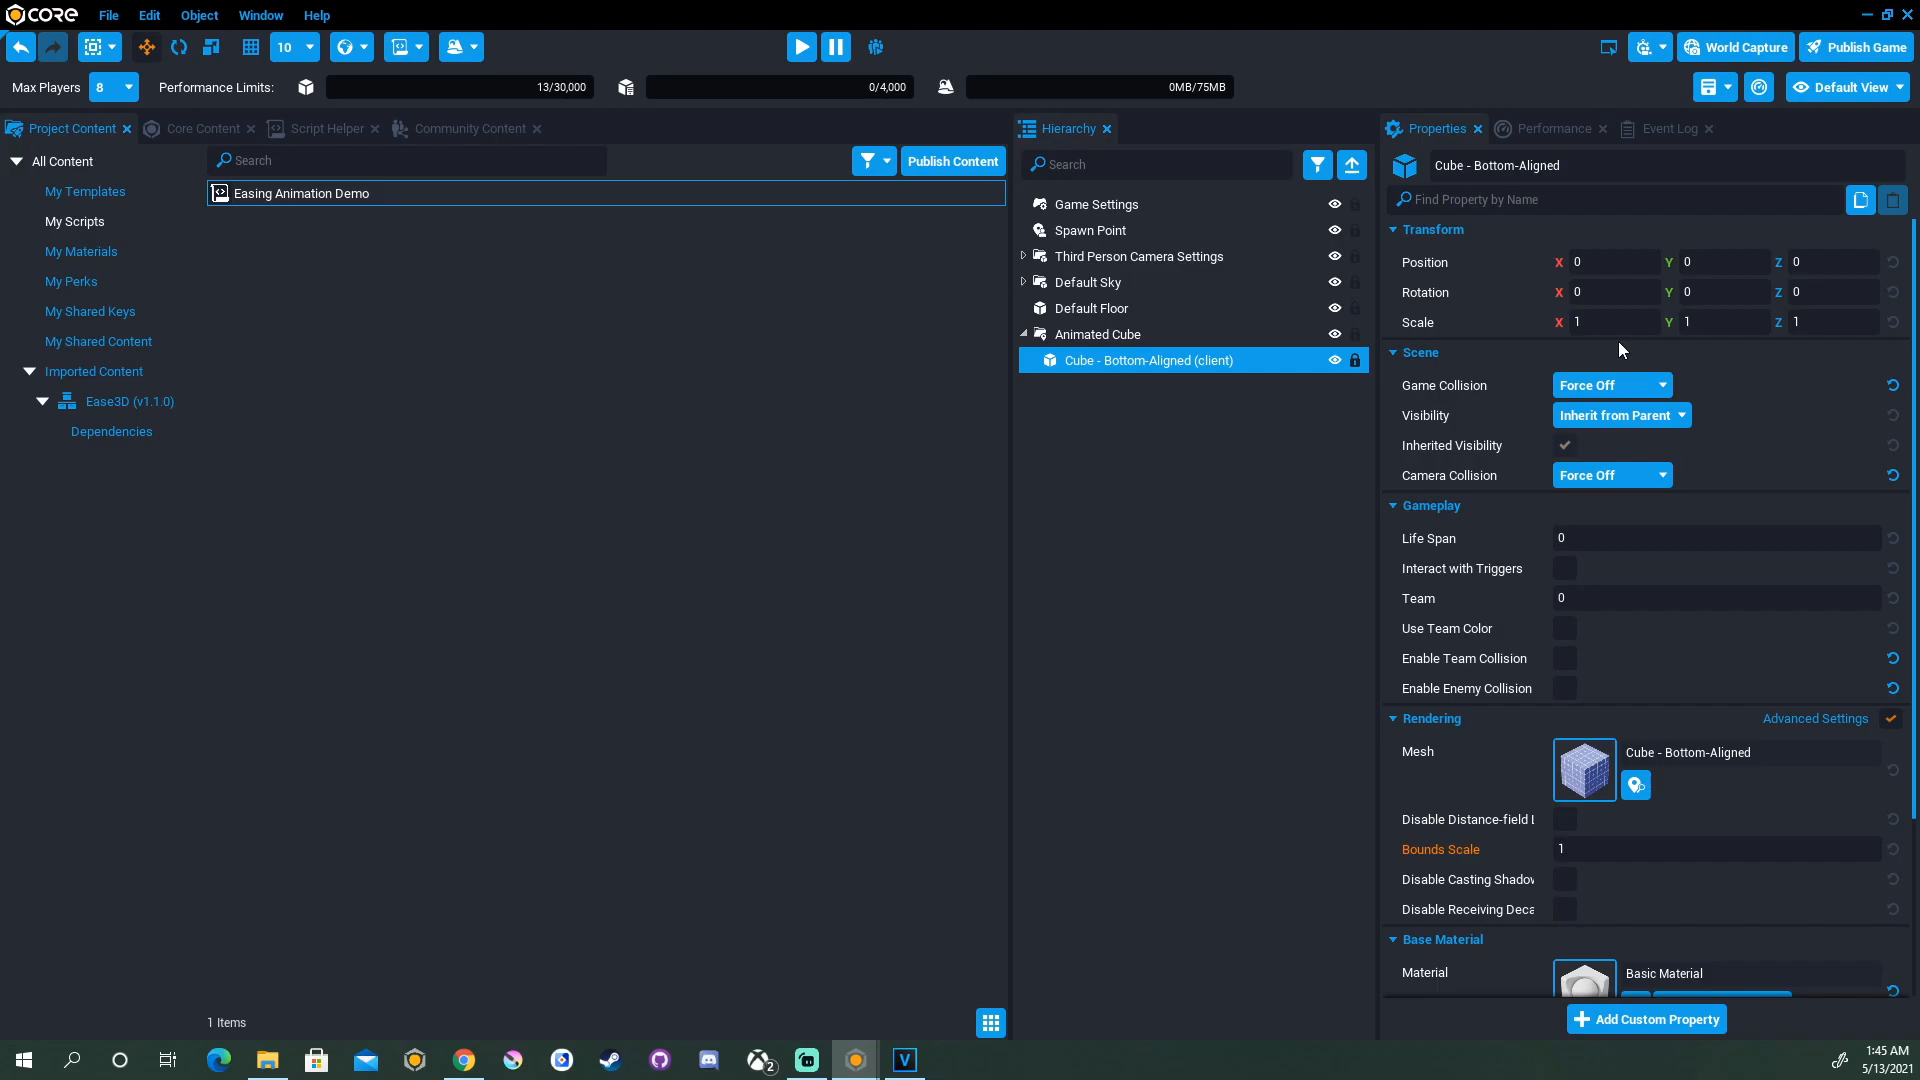 CORE File Edit Object Window Help
10 World Capture Publish Game
Max Players 8 Performance Limits: 13/30,000 0/4,000 0MB/75MB Default View
Project Content Core Content Script Helper Community Content
All Content
Search
Publish Content
My Templates
Easing Animation Demo
My Scripts
My Materials
My Perks
My Shared Keys
My Shared Content
Imported Content
Ease3D (v1.1.0)
Dependencies
1 Items
Hierarchy
Search
Game Settings
Spawn Point
Third Person Camera Settings
Default Sky
Default Floor
Animated Cube
Cube - Bottom-Aligned (client)
Properties Performance Event Log
Cube - Bottom-Aligned
Find Property by Name
Transform
Position X 0 Y 0 Z 0
Rotation X 0 Y 0 Z 0
Scale X 1 Y 1 Z 1
Scene
Game Collision Force Off
Visibility Inherit from Parent
Inherited Visibility
Camera Collision Force Off
Gameplay
Life Span 0
Interact with Triggers
Team 0
Use Team Color
Enable Team Collision
Enable Enemy Collision
Rendering Advanced Settings
Mesh Cube - Bottom-Aligned
Disable Distance-field L
Bounds Scale 1
Disable Casting Shadov
Disable Receiving Deca
Base Material
Material Basic Material
Add Custom Property
2 V 1:45 AM
5/13/2021